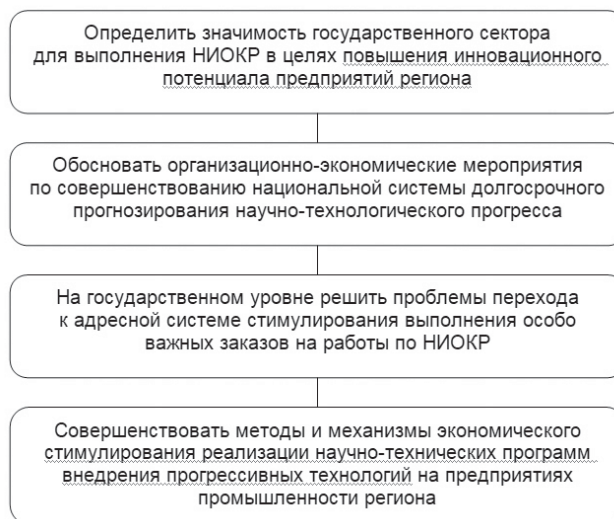 Определить значимость государственного сектора
для выполнения НИОКР в целях повышения инновационного
потенциала предприятий региона
Обосновать организационно-экономические мероприятия
по совершенствованию национальной системы долгосрочного
прогнозирования научно-технологического прогресса
На государственном уровне решить проблемы перехода
к адресной системе стимулирования выполнения особо
важных заказов на работы по НИОКР
Совершенствовать методы и механизмы экономического
стимулирования реализации научно-технических программ
внедрения прогрессивных технологий на предприятиях
промышленности региона